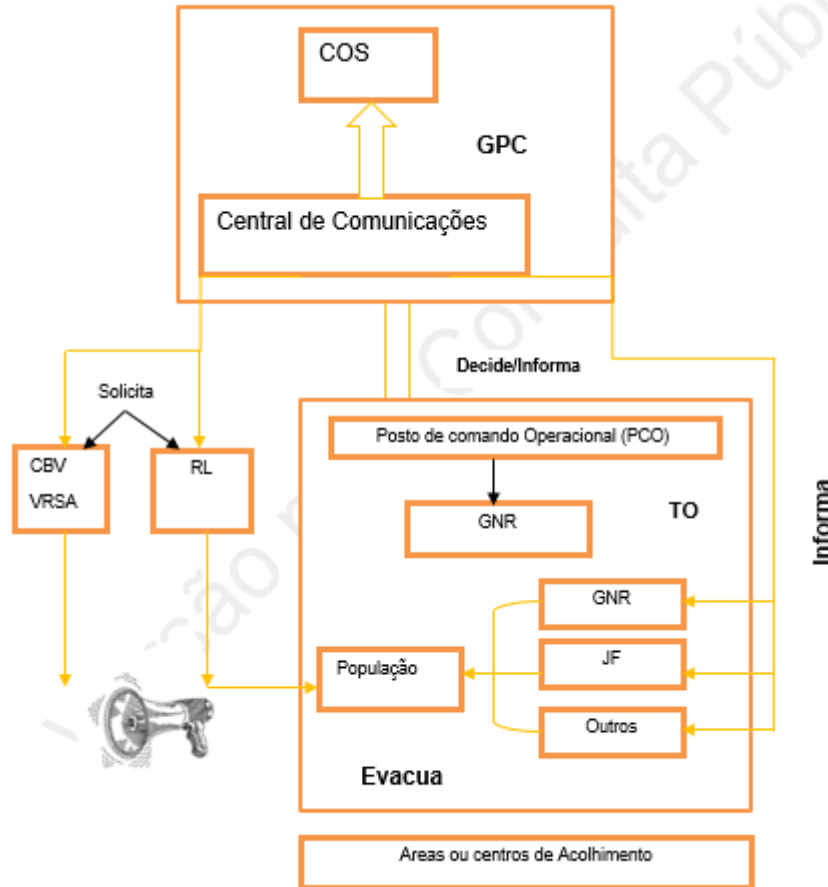 COS
GPC
Central de Comunicações
Decide/Informa
Solicita
Posto de comando Operacional (PCO)
CBV
VRSA
RL
TO
GNR
Informa
GNR
População
JF
Outros
Evacua
Areas ou centros de Acolhimento